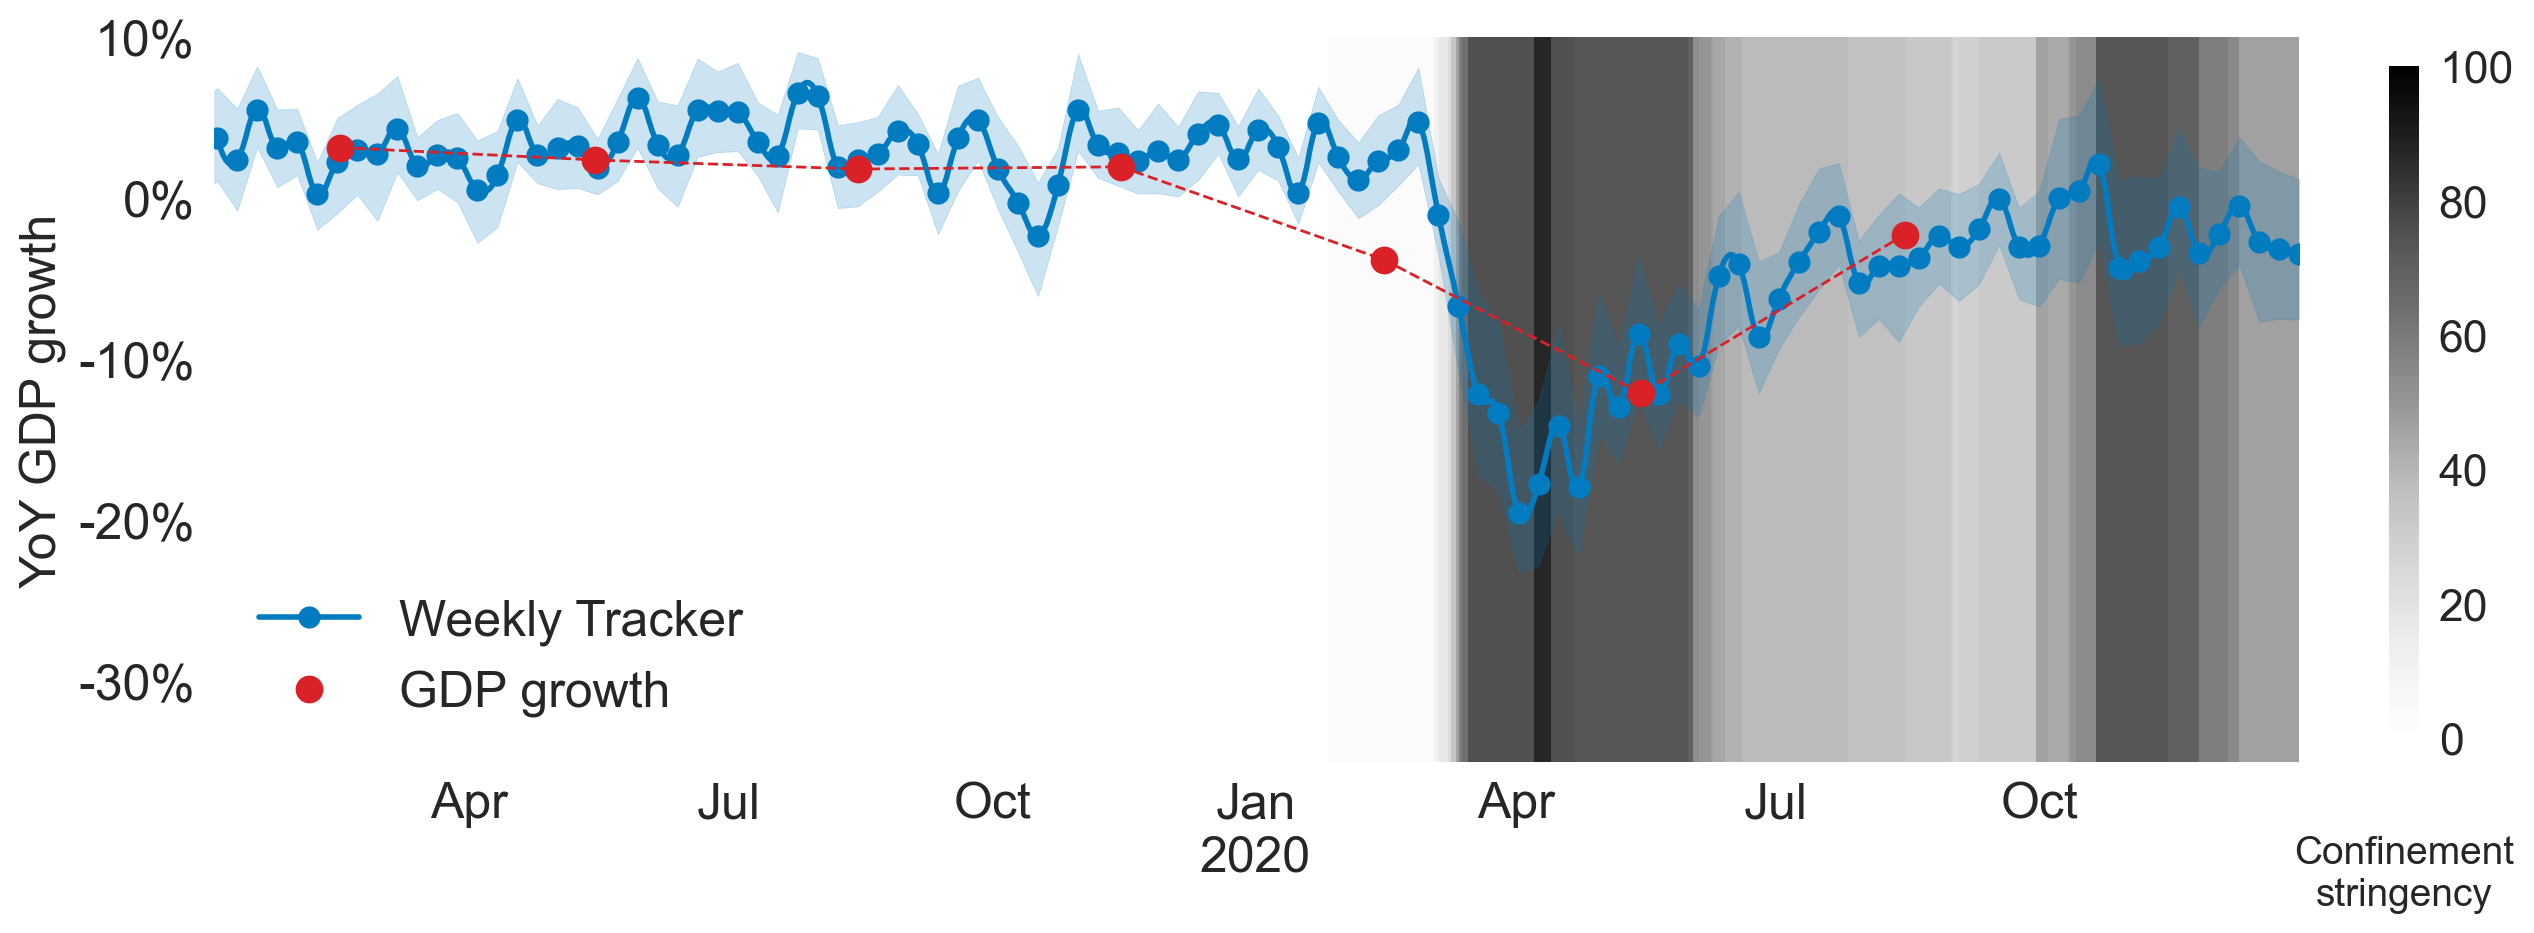 10%
0%
-10%
-20%
-30%
YoY GDP growth
Weekly Tracker
GDP growth
Apr
Jul
Oct
Jan
2020
Apr
Jul
Oct
100
80
60
40
20
0
Confinement
stringency